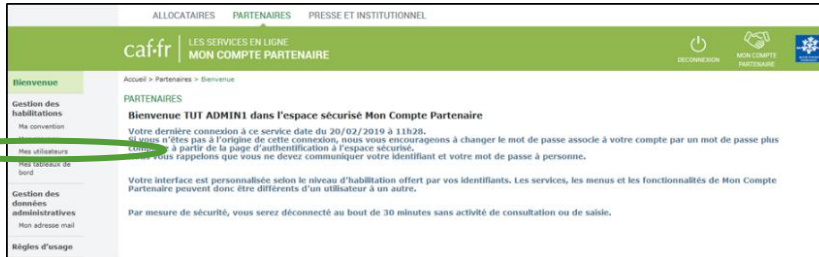 ALLOCATAIRES PARTENAIRES PRESSE ET INSTITUTIONNEL
caf.fr LES SERVICES EN LIGNE
MON COMPTE PARTENAIRE
DECONNEXION
MON COMPTE
PARTENAIRE
Bienvenue
Gestion des
habilitations
Ma convention
Mes utilisateurs
Mes tableaux de
bord
Gestion des
données
administratives
Mon adresse mail
Règles d'usage
Accueil > Partenaires > Bienvenue
PARTENAIRES
Bienvenue TUT ADMIN1 dans l'espace sécurisé Mon Compte Partenaire
Votre dernière connexion à ce service date du 20/02/2019 à 11h28.
Si vous n'êtes pas à l'origine de cette connexion, nous vous encourageons à changer le mot de passe associé à votre compte par un mot de passe plus
à partir de la page d'authentification à l'espace sécurisé.
vous rappelons que vous ne devez communiquer votre identifiant et votre mot de passe à personne.
Votre interface est personnalisée selon le niveau d'habilitation offert par vos identifiants. Les services, les menus et les fonctionnalités de Mon Compte
Partenaire peuvent donc être différents d'un utilisateur à un autre.
Par mesure de sécurité, vous serez déconnecté au bout de 30 minutes sans activité de consultation ou de saisie.